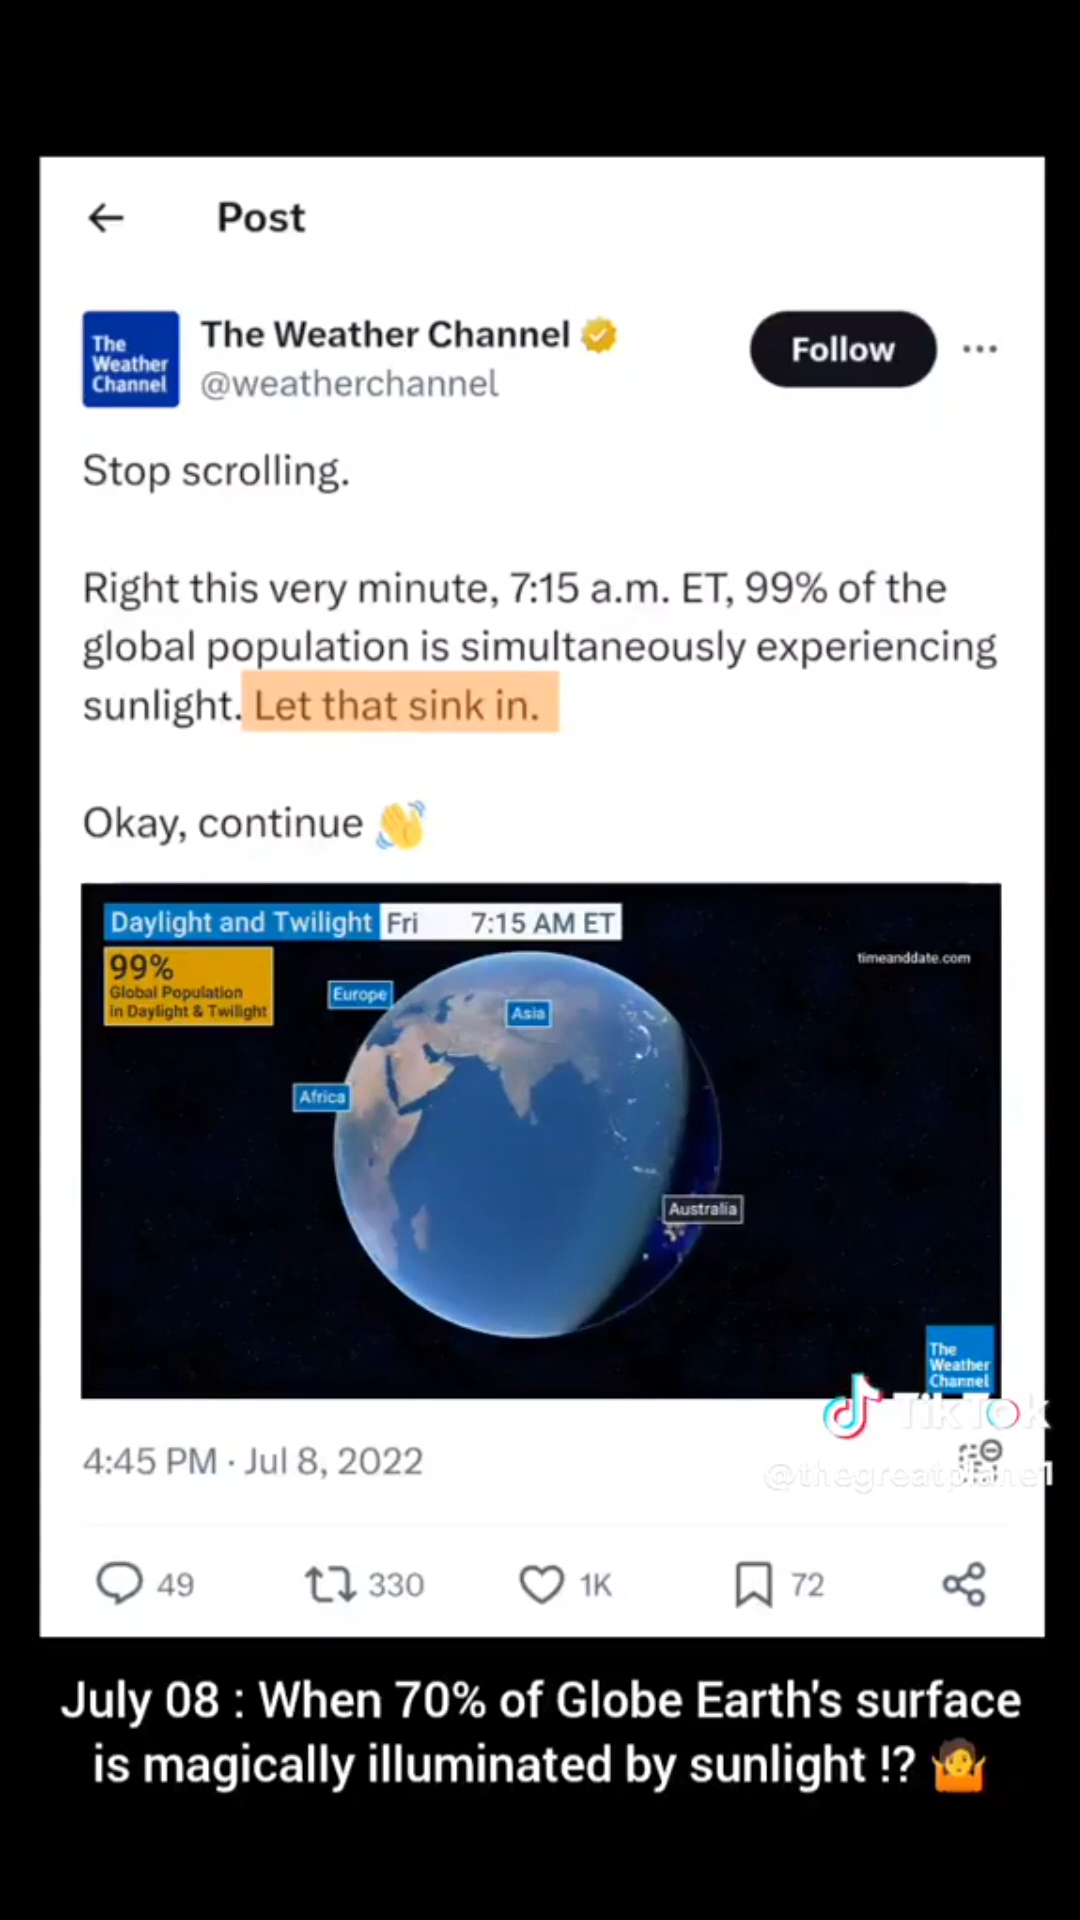 Post
The
Weather
Channel
The Weather Channel
@weatherchannel
Follow
Stop scrolling.
Right this very minute, 7:15 a.m. ET, 99% of the
global population is simultaneously experiencing
sunlight. Let that sink in.
Okay, continue 👋
Daylight and Twilight Fri 7:15 AM ET
99%
Global Population
in Daylight & Twilight
timeanddate.com
Europe
Asia
Africa
Australia
The
Weather
Channel
TikTok
@thegreatplane1
4:45 PM · Jul 8, 2022
49 330 1K 72
July 08 : When 70% of Globe Earth's surface
is magically illuminated by sunlight !? 🤷